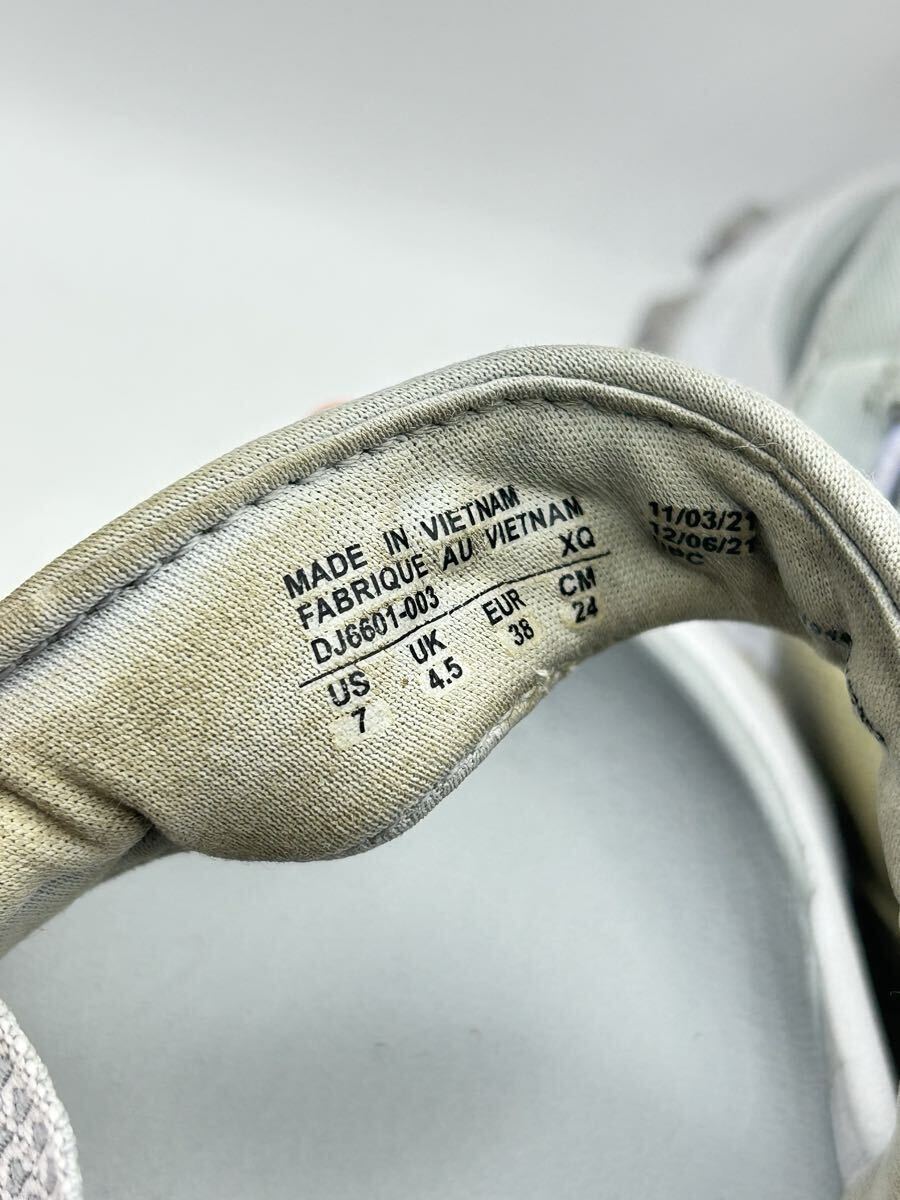 MADE IN VIETNAM
FABRIQUE AU VIETNAM
DJ6601-003 XQ
US UK EUR CM
7 4.5 38 24
11/03/21
12/06/21